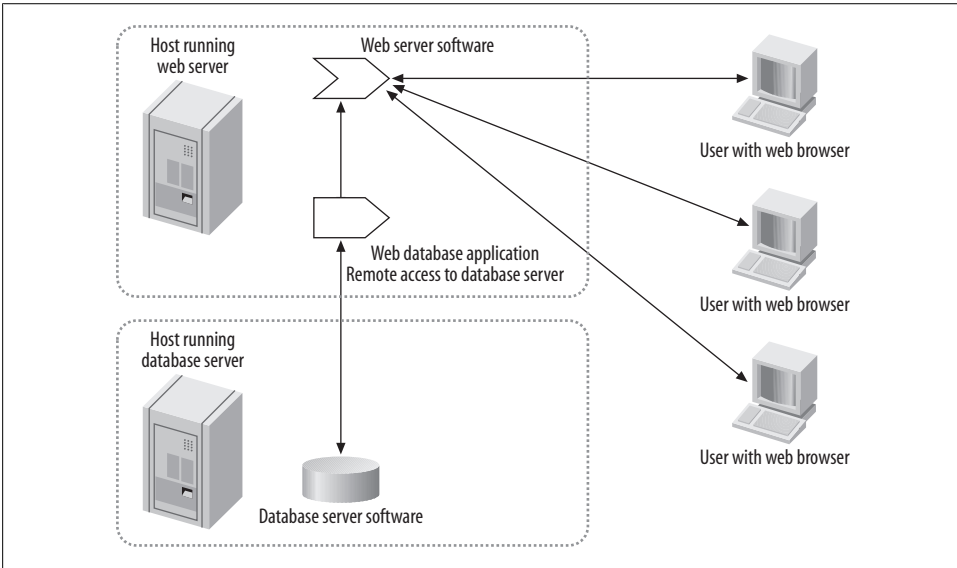 Host running
web server
Web server software
User with web browser
Web database application
Remote access to database server
User with web browser
Host running
database server
User with web browser
Database server software